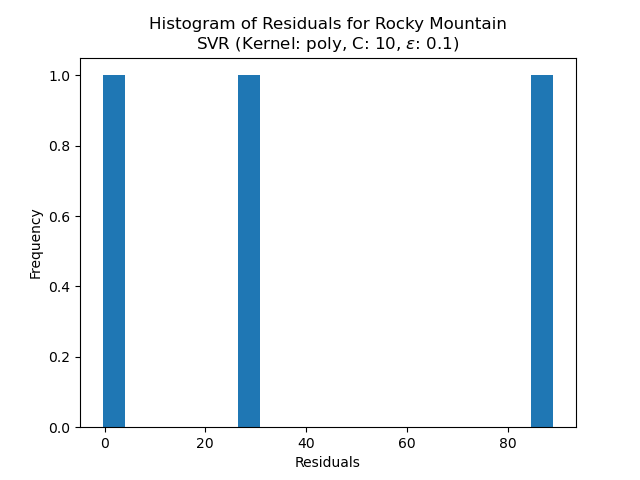 Histogram of Residuals for Rocky Mountain
SVR (Kernel: poly, C: 10, ε: 0.1)
1.0
0.8
0.6
0.4
0.2
0.0
Frequency
0 20 40 60 80
Residuals